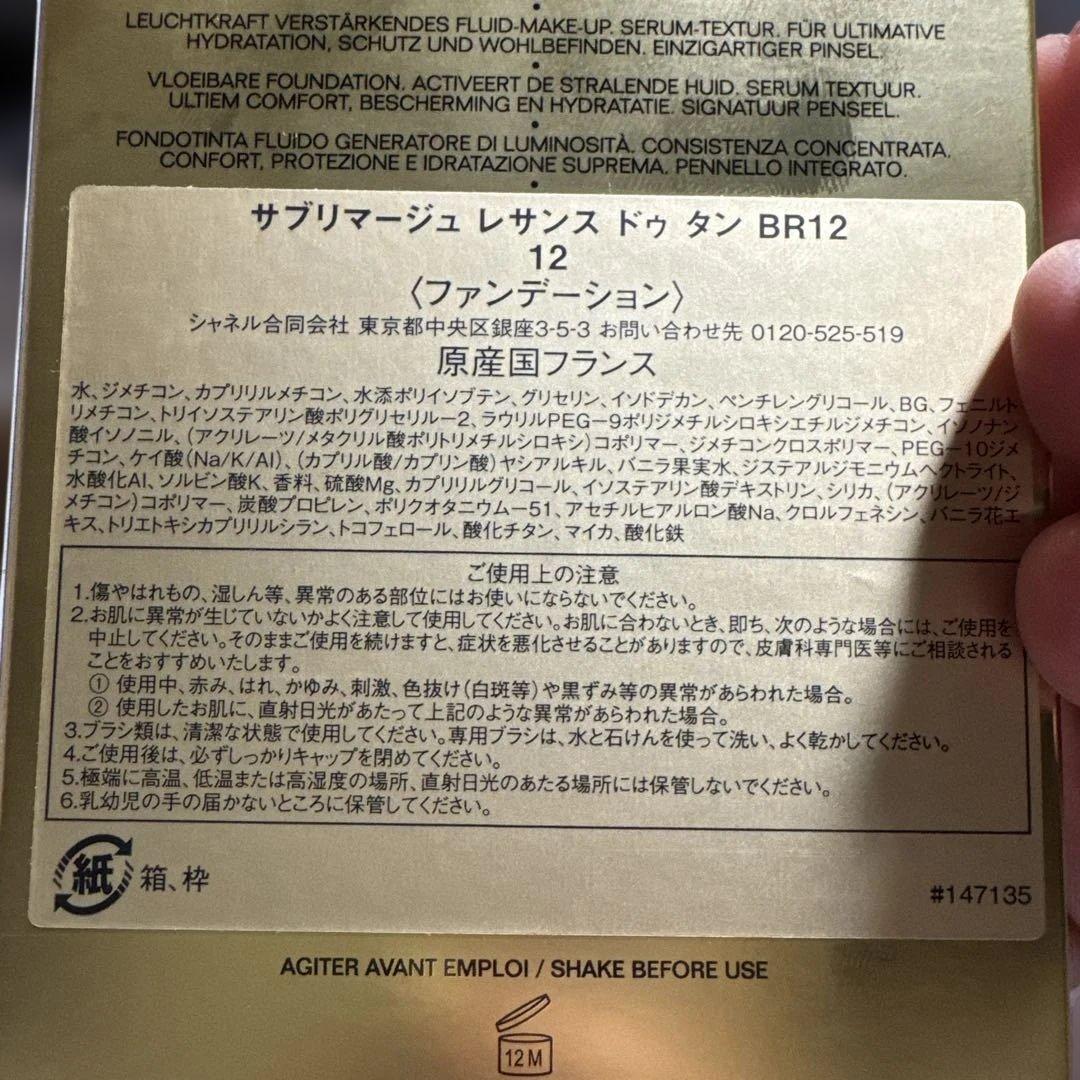 LEUCHTKRAFT VERSTÄRKENDES FLUID-MAKE-UP. SERUM-TEXTUR. FÜR ULTIMATIVE
HYDRATATION, SCHUTZ UND WOHLBEFINDEN. EINZIGARTIGER PINSEL.
•
VLOEIBARE FOUNDATION. ACTIVEERT DE STRALENDE HUID. SERUM TEXTUUR.
ULTIEM COMFORT, BESCHERMING EN HYDRATATIE. SIGNATUUR PENSEEL.
•
FONDOTINTA FLUIDO GENERATORE DI LUMINOSITÀ. CONSISTENZA CONCENTRATA.
CONFORT, PROTEZIONE E IDRATAZIONE SUPREMA. PENNELLO INTEGRATO.
•
サブリマージュ レサンス ドゥ タン BR12
12
〈ファンデーション〉
シャネル合同会社 東京都中央区銀座3-5-3 お問い合わせ先 0120-525-519
原産国フランス
水、ジメチコン、カプリリルメチコン、水添ポリイソブテン、グリセリン、イソドデカン、ペンチレングリコール、BG、フェニルト
リメチコン、トリイソステアリン酸ポリグリセリル－2、ラウリルPEG－9ポリジメチルシロキシエチルジメチコン、イソノナン
酸イソノニル、（アクリレーツ/メタクリル酸ポリトリメチルシロキシ）コポリマー、ジメチコンクロスポリマー、PEG－10ジメ
チコン、ケイ酸(Na/K/Al)、（カプリル酸/カプリン酸）ヤシアルキル、バニラ果実水、ジステアルジモニウムヘクトライト、
水酸化Al、ソルビン酸K、香料、硫酸Mg、カプリリルグリコール、イソステアリン酸デキストリン、シリカ、（アクリレーツ/ジ
メチコン）コポリマー、炭酸プロピレン、ポリクオタニウム－51、アセチルヒアルロン酸Na、クロルフェネシン、バニラ花エ
キス、トリエトキシカプリリルシラン、トコフェロール、酸化チタン、マイカ、酸化鉄
ご使用上の注意
1.傷やはれもの、湿しん等、異常のある部位にはお使いにならないでください。
2.お肌に異常が生じていないかよく注意して使用してください。お肌に合わないとき、即ち、次のような場合には、ご使用を
中止してください。そのままご使用を続けますと、症状を悪化させることがありますので、皮膚科専門医等にご相談される
ことをおすすめいたします。
① 使用中、赤み、はれ、かゆみ、刺激、色抜け(白斑等)や黒ずみ等の異常があらわれた場合。
② 使用したお肌に、直射日光があたって上記のような異常があらわれた場合。
3.ブラシ類は、清潔な状態で使用してください。専用ブラシは、水と石けんを使って洗い、よく乾かしてください。
4.ご使用後は、必ずしっかりキャップを閉めてください。
5.極端に高温、低温または高湿度の場所、直射日光のあたる場所には保管しないでください。
6.乳幼児の手の届かないところに保管してください。
紙 箱、枠
#147135
AGITER AVANT EMPLOI / SHAKE BEFORE USE
12 M